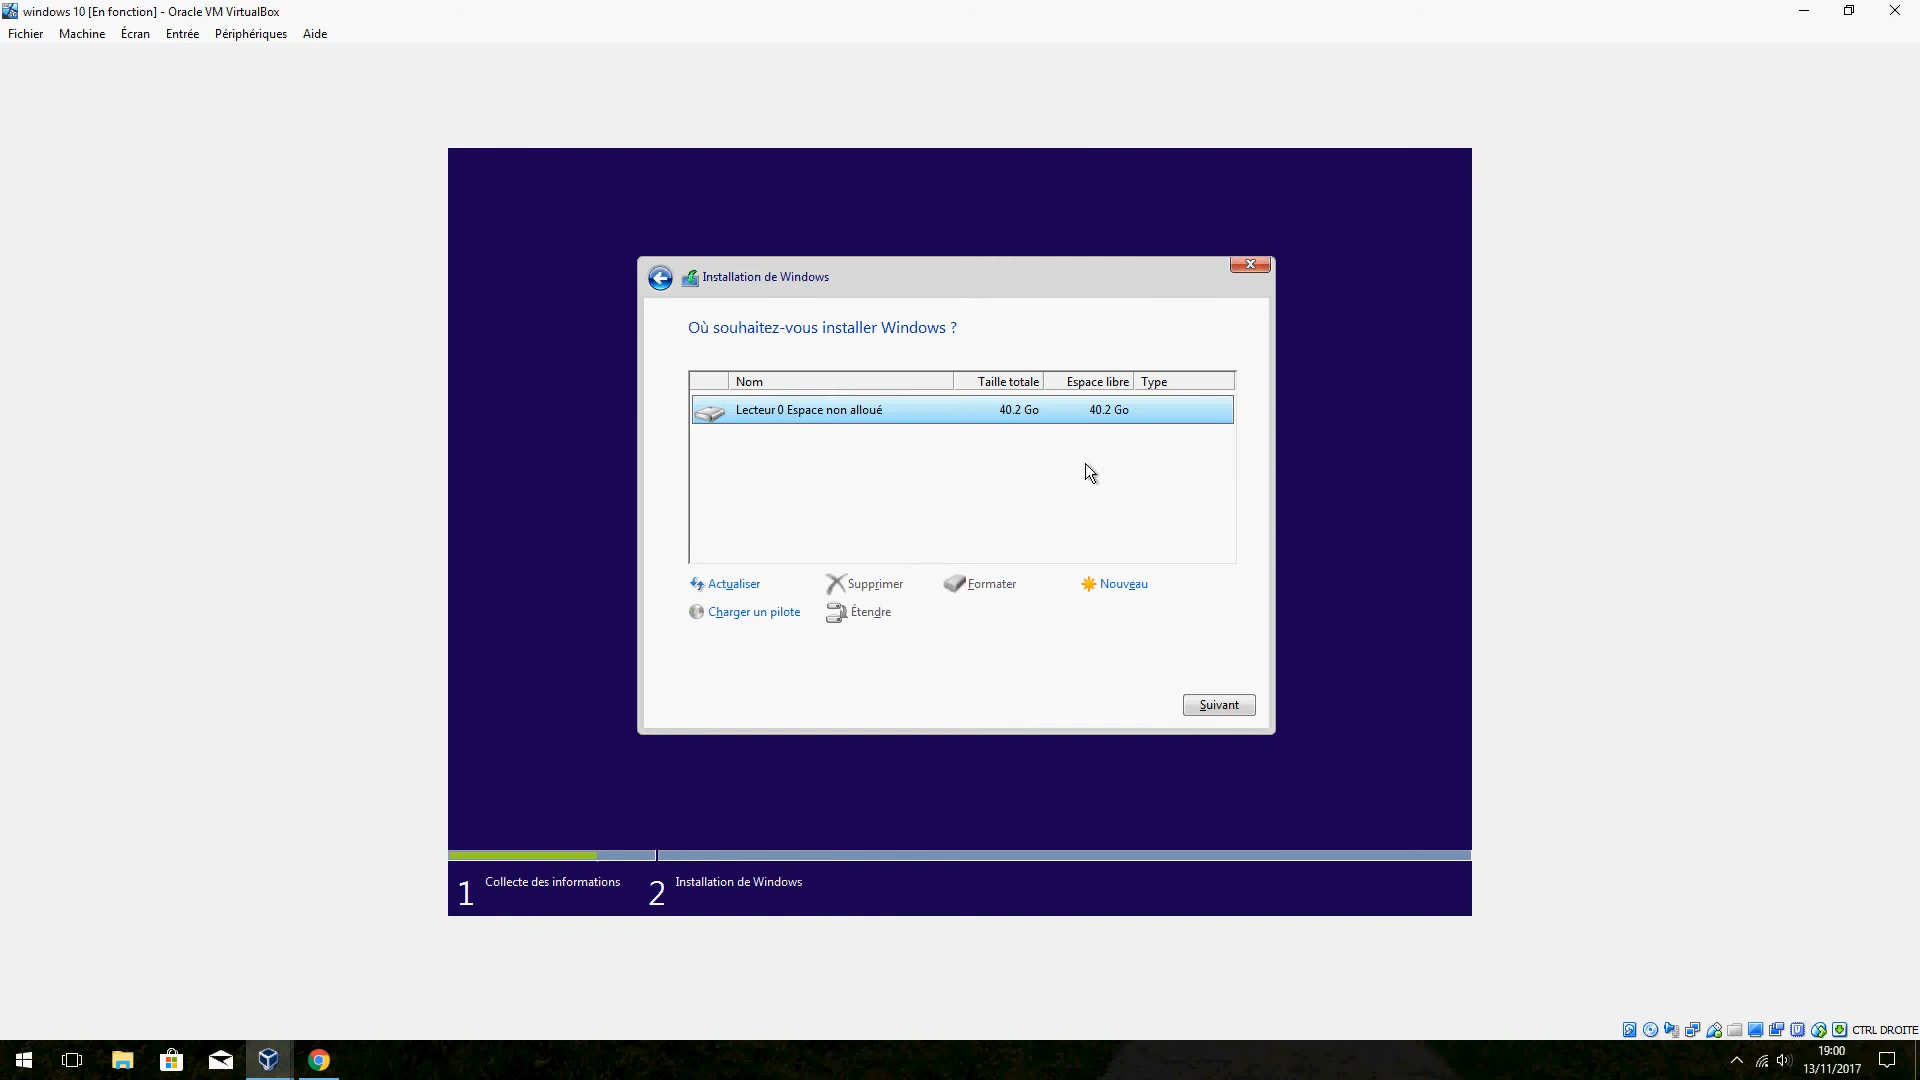 windows 10 [En fonction] - Oracle VM VirtualBox
Fichier Machine Écran Entrée Périphériques Aide
Installation de Windows
Où souhaitez-vous installer Windows ?
Nom Taille totale Espace libre Type
Lecteur 0 Espace non alloué 40.2 Go 40.2 Go
Actualiser Supprimer Formater Nouveau
Charger un pilote Étendre
Suivant
1 Collecte des informations 2 Installation de Windows
CTRL DROITE
19:00
13/11/2017